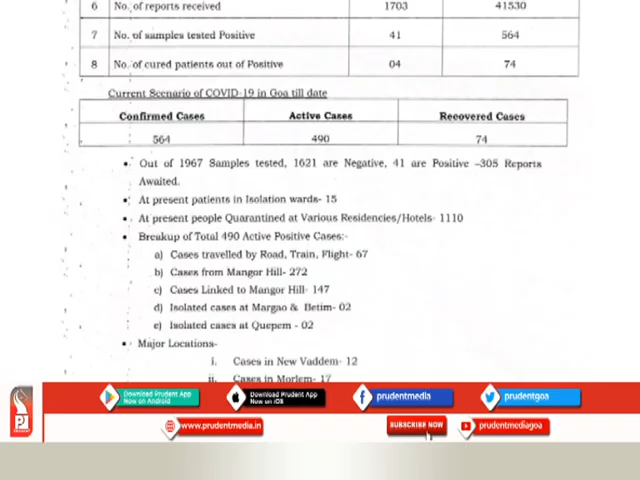 6 No. of reports received 1703 41530
7 No. of samples tested Positive 41 564
8 No. of cured patients out of Positive 04 74
Current Scenario of COVID-19 in Goa till date
Confirmed Cases Active Cases Recovered Cases
564 490 74
• Out of 1967 Samples tested, 1621 are Negative, 41 are Positive –305 Reports
Awaited.
• At present patients in Isolation wards- 15
• At present people Quarantined at Various Residencies/Hotels- 1110
• Breakup of Total 490 Active Positive Cases:-
a) Cases travelled by Road, Train, Flight- 67
b) Cases from Mangor Hill- 272
c) Cases Linked to Mangor Hill- 147
d) Isolated cases at Margao & Betim- 02
e) Isolated cases at Quepem - 02
• Major Locations-
i. Cases in New Vaddem- 12
ii. Cases in Morlem- 17
Download Prudent App
Now on Android
Download Prudent App
Now on iOS
prudentmedia
prudentgoa
www.prudentmedia.in
SUBSCRIBE NOW
prudentmediagoa